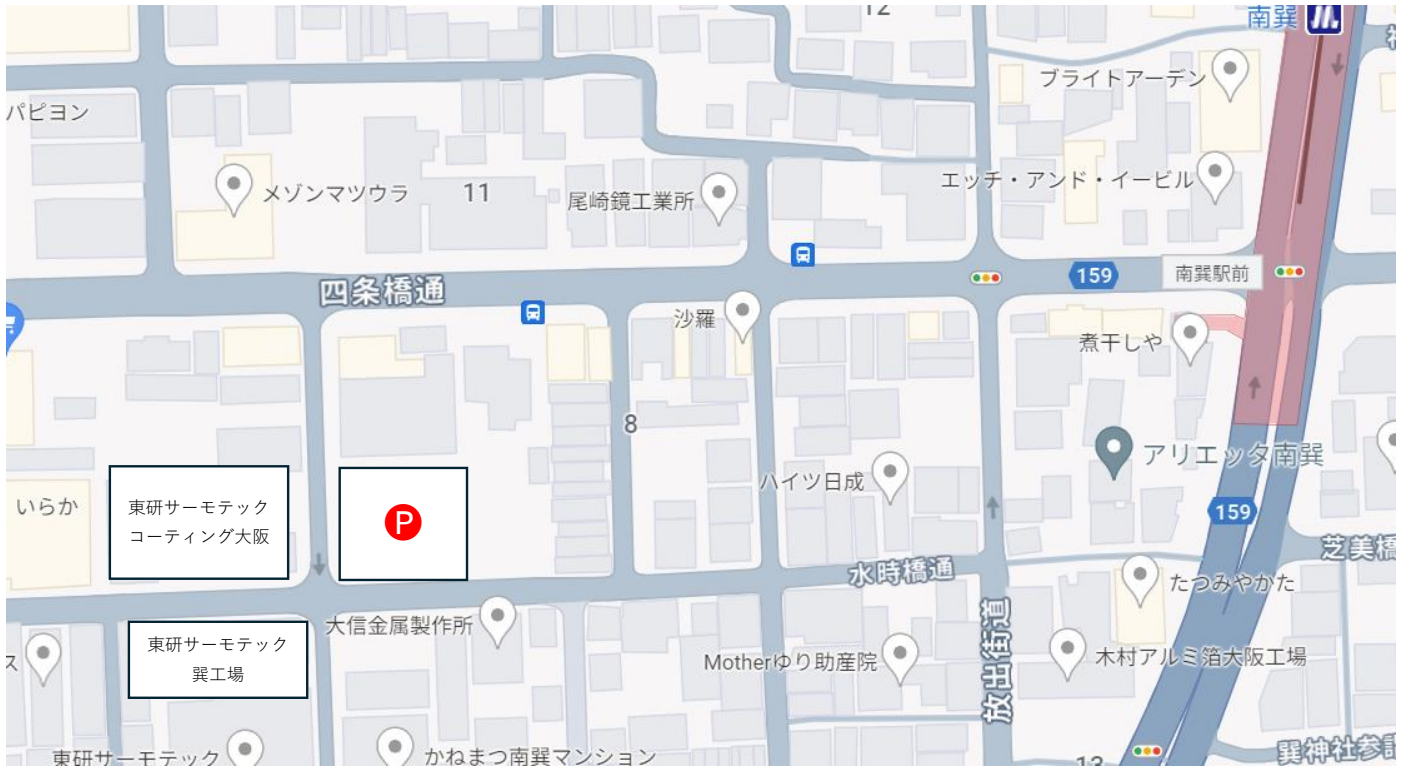 12
南巽
ブライトアーデン
パピヨン
メゾンマツウラ
11
尾崎鏡工業所
エッチ・アンド・イービル
四条橋通
159
南巽駅前
沙羅
煮干しや
8
アリエッタ南巽
いらか
東研サーモテック
コーティング大阪
P
ハイツ日成
159
水時橋通
芝美橋
たつみやかた
大信金属製作所
東研サーモテック
巽工場
ス
Motherゆり助産院
放出街道
木村アルミ箔大阪工場
東研サーモテック
かねまつ南巽マンション
13
巽神社参詣